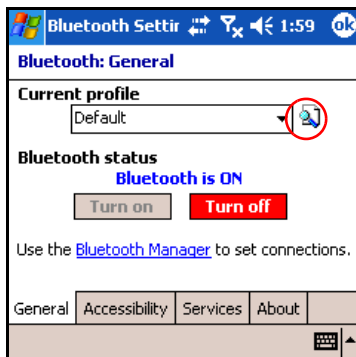 Bluetooth Settir 1:59 ok
Bluetooth: General
Current profile
Default
Bluetooth status
Bluetooth is ON
Turn on Turn off
Use the Bluetooth Manager to set connections.
General Accessibility Services About